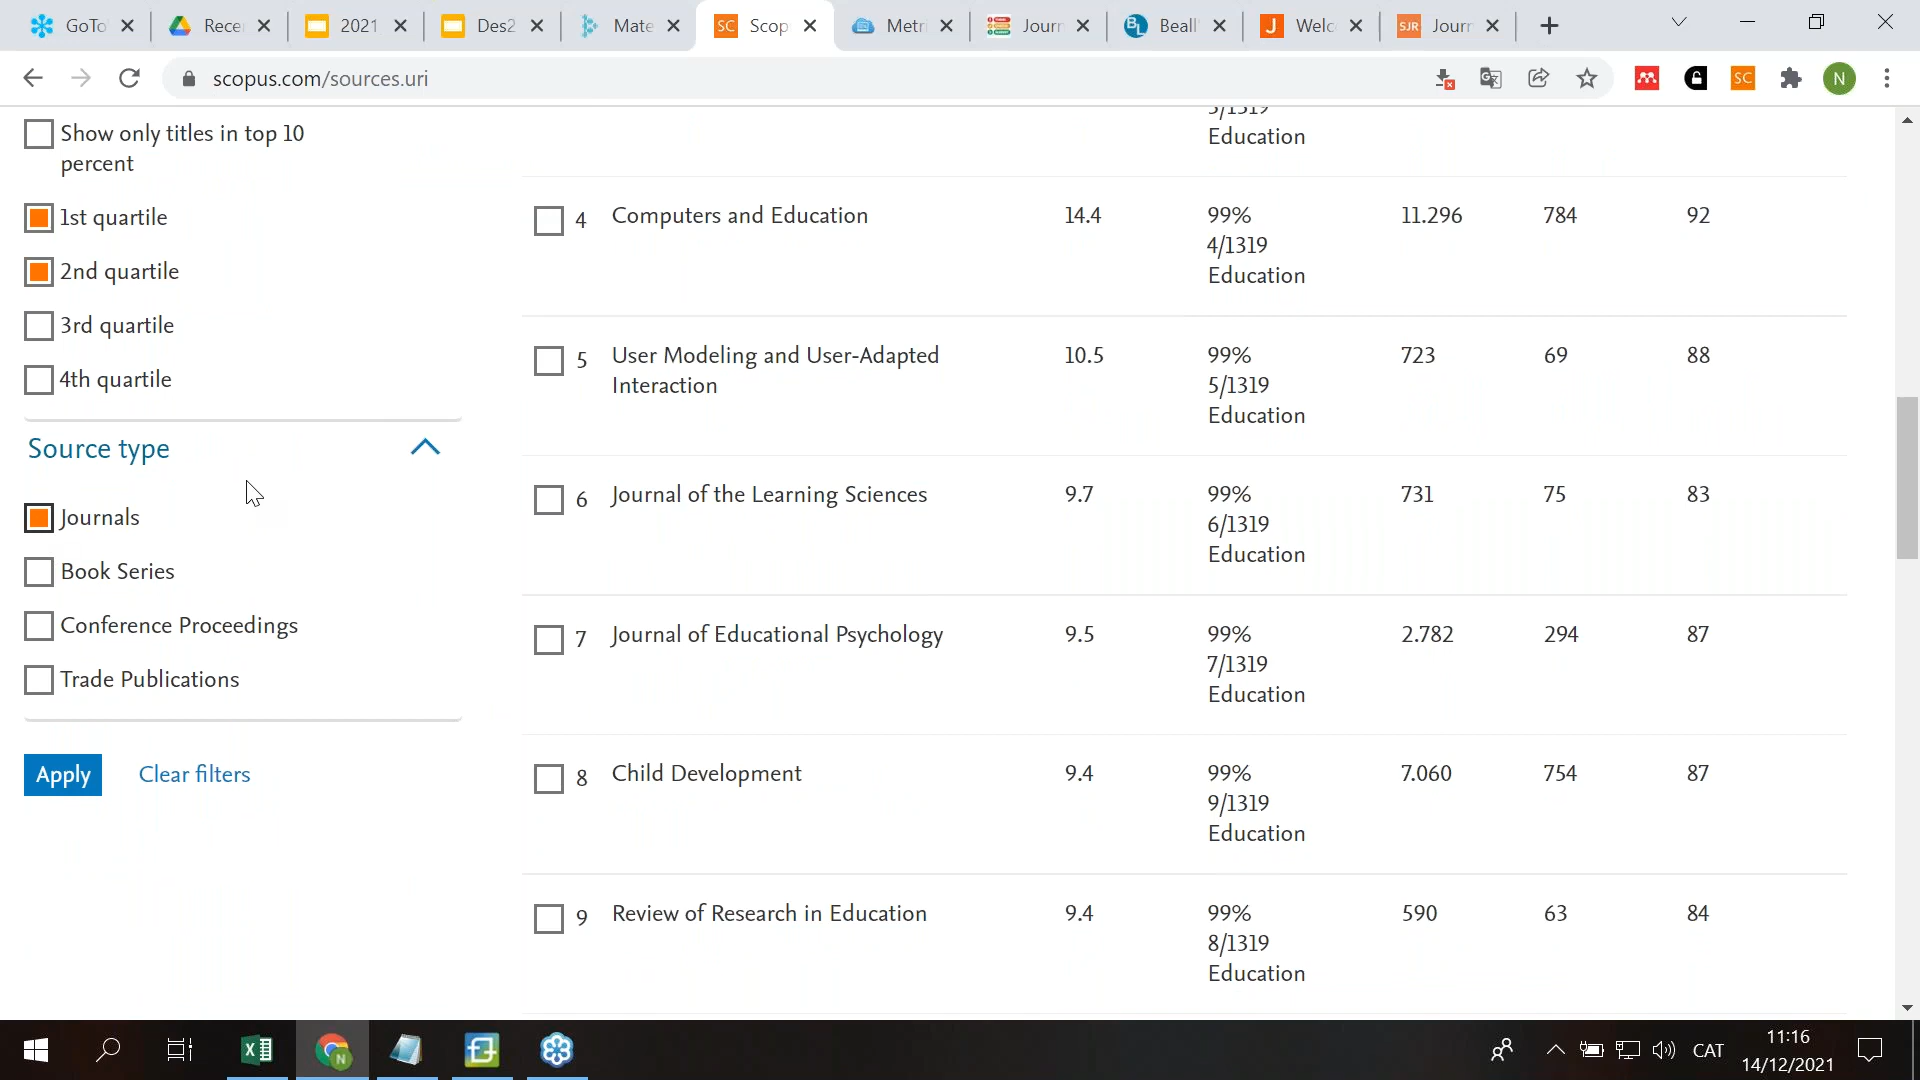 GoTo
Recen
2021
Des2
Mate
Scop
Metri
Journ
Beall
Welc
Journ
scopus.com/sources.uri
Show only titles in top 10
percent
1st quartile
2nd quartile
3rd quartile
4th quartile
Source type
Journals
Book Series
Conference Proceedings
Trade Publications
Apply
Clear filters
3/1319
Education
4 Computers and Education 14.4 99% 11.296 784 92
4/1319
Education
5 User Modeling and User-Adapted 10.5 99% 723 69 88
Interaction 5/1319
Education
6 Journal of the Learning Sciences 9.7 99% 731 75 83
6/1319
Education
7 Journal of Educational Psychology 9.5 99% 2.782 294 87
7/1319
Education
8 Child Development 9.4 99% 7.060 754 87
9/1319
Education
9 Review of Research in Education 9.4 99% 590 63 84
8/1319
Education
CAT
11:16
14/12/2021